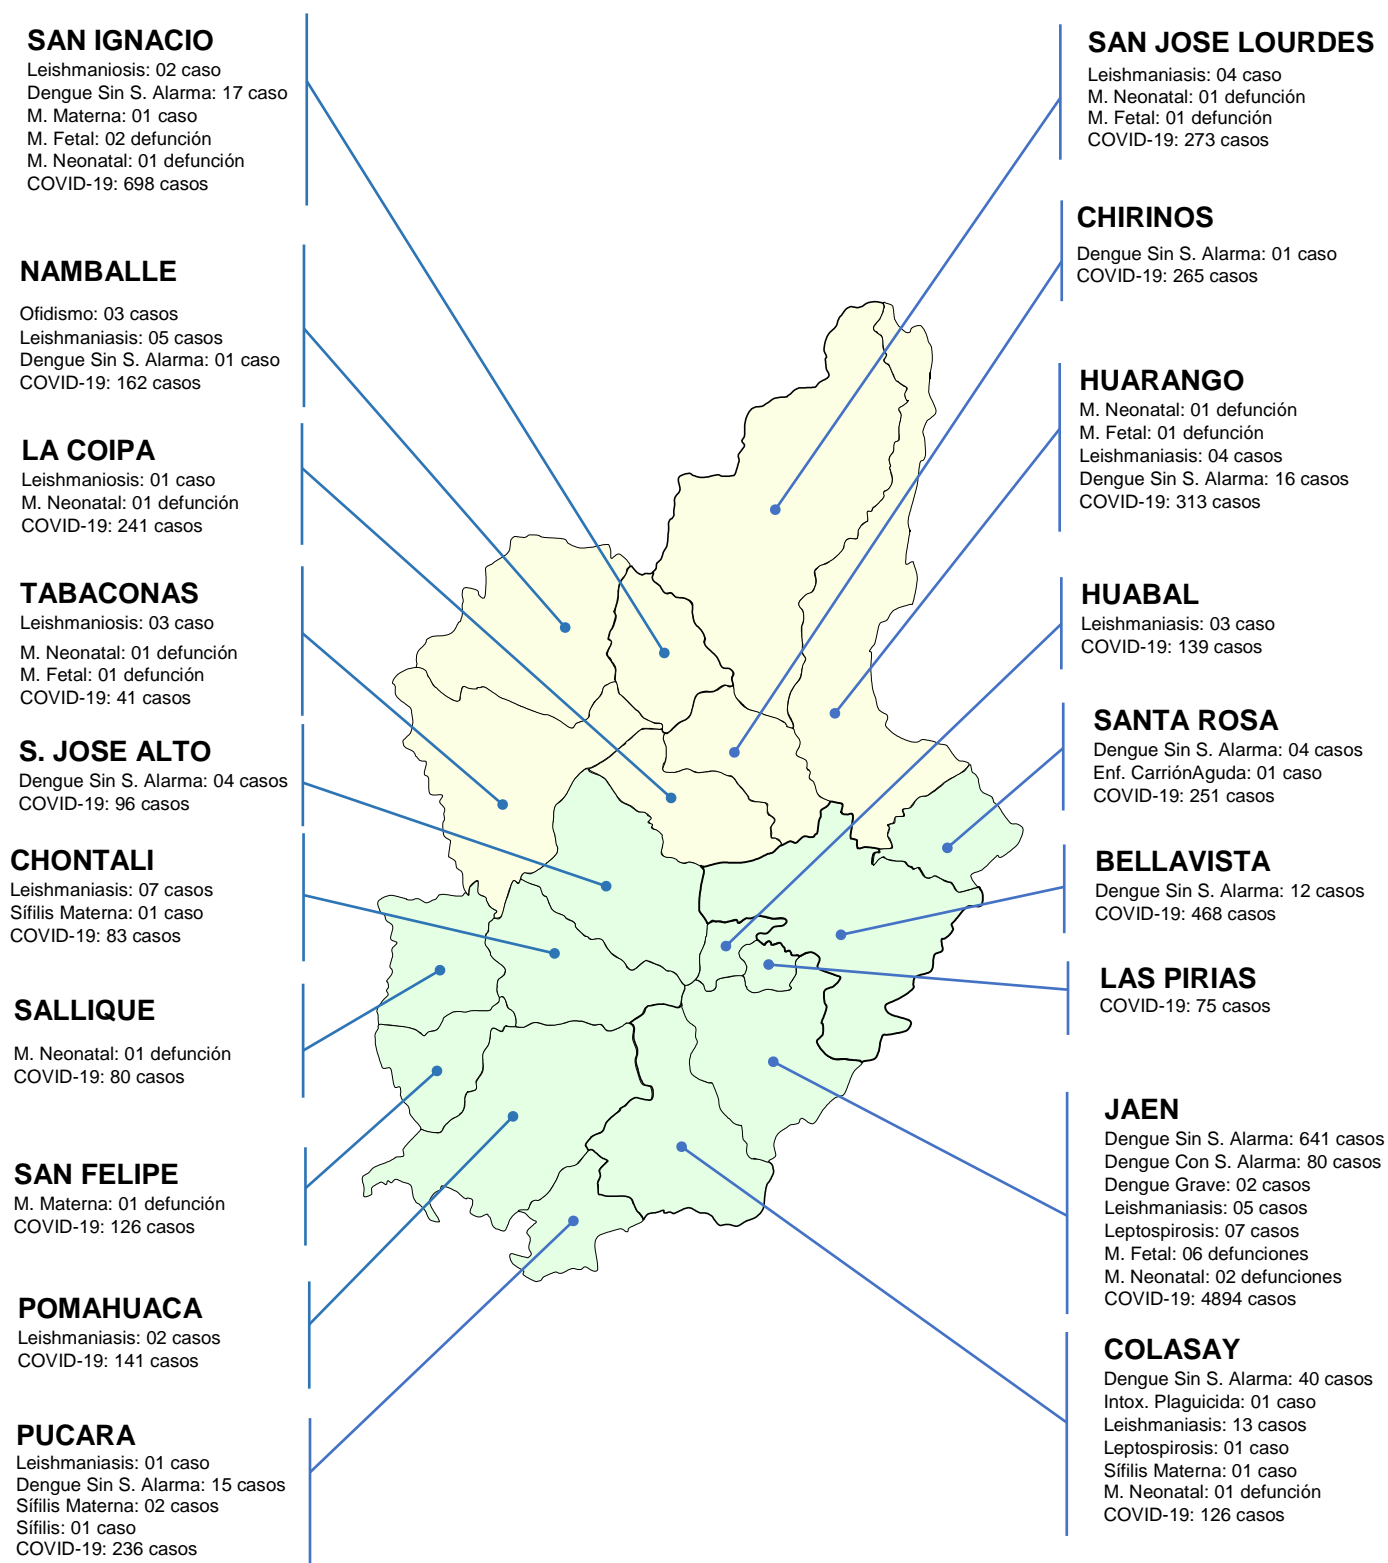 SAN IGNACIO
Leishmaniosis: 02 caso
Dengue Sin S. Alarma: 17 caso
M. Materna: 01 caso
M. Fetal: 02 defunción
M. Neonatal: 01 defunción
COVID-19: 698 casos
NAMBALLE
Ofidismo: 03 casos
Leishmaniasis: 05 casos
Dengue Sin S. Alarma: 01 caso
COVID-19: 162 casos
LA COIPA
Leishmaniosis: 01 caso
M. Neonatal: 01 defunción
COVID-19: 241 casos
TABACONAS
Leishmaniosis: 03 caso
M. Neonatal: 01 defunción
M. Fetal: 01 defunción
COVID-19: 41 casos
S. JOSE ALTO
Dengue Sin S. Alarma: 04 casos
COVID-19: 96 casos
CHONTALI
Leishmaniasis: 07 casos
Sífilis Materna: 01 caso
COVID-19: 83 casos
SALLIQUE
M. Neonatal: 01 defunción
COVID-19: 80 casos
SAN FELIPE
M. Materna: 01 defunción
COVID-19: 126 casos
POMAHUACA
Leishmaniasis: 02 casos
COVID-19: 141 casos
PUCARA
Leishmaniasis: 01 caso
Dengue Sin S. Alarma: 15 casos
Sífilis Materna: 02 casos
Sífilis: 01 caso
COVID-19: 236 casos
SAN JOSE LOURDES
Leishmaniasis: 04 caso
M. Neonatal: 01 defunción
M. Fetal: 01 defunción
COVID-19: 273 casos
CHIRINOS
Dengue Sin S. Alarma: 01 caso
COVID-19: 265 casos
HUARANGO
M. Neonatal: 01 defunción
M. Fetal: 01 defunción
Leishmaniasis: 04 casos
Dengue Sin S. Alarma: 16 casos
COVID-19: 313 casos
HUABAL
Leishmaniasis: 03 caso
COVID-19: 139 casos
SANTA ROSA
Dengue Sin S. Alarma: 04 casos
Enf. CarriónAguda: 01 caso
COVID-19: 251 casos
BELLAVISTA
Dengue Sin S. Alarma: 12 casos
COVID-19: 468 casos
LAS PIRIAS
COVID-19: 75 casos
JAEN
Dengue Sin S. Alarma: 641 casos
Dengue Con S. Alarma: 80 casos
Dengue Grave: 02 casos
Leishmaniasis: 05 casos
Leptospirosis: 07 casos
M. Fetal: 06 defunciones
M. Neonatal: 02 defunciones
COVID-19: 4894 casos
COLASAY
Dengue Sin S. Alarma: 40 casos
Intox. Plaguicida: 01 caso
Leishmaniasis: 13 casos
Leptospirosis: 01 caso
Sífilis Materna: 01 caso
M. Neonatal: 01 defunción
COVID-19: 126 casos